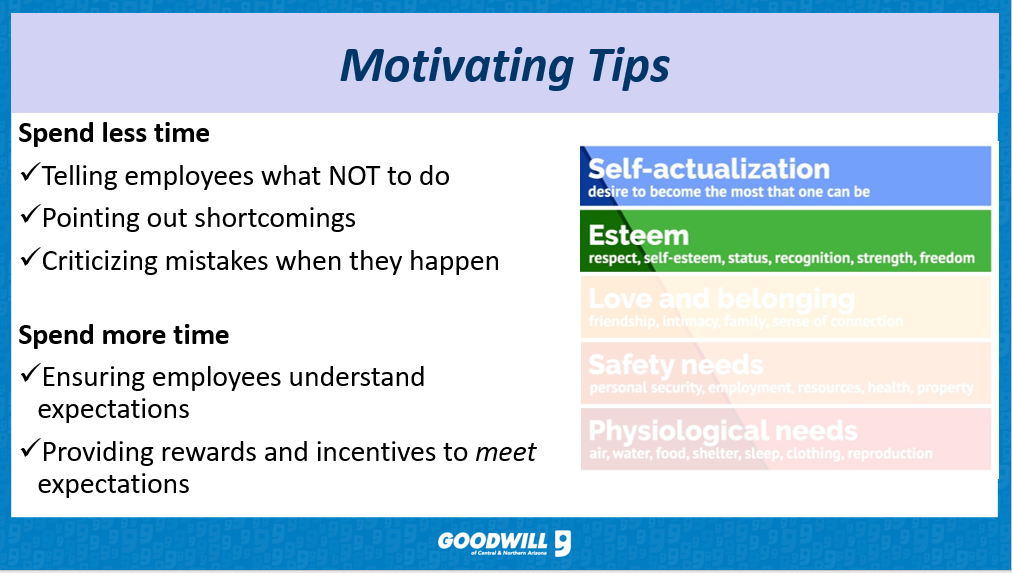 Motivating Tips
Spend less time
✓Telling employees what NOT to do
✓Pointing out shortcomings
✓Criticizing mistakes when they happen
Spend more time
✓Ensuring employees understand
expectations
✓Providing rewards and incentives to meet
expectations
Self-actualization
desire to become the most that one can be
Esteem
respect, self-esteem, status, recognition, strength, freedom
Love and belonging
friendship, intimacy, family, sense of connection
Safety needs
personal security, employment, resources, health, property
Physiological needs
air, water, food, shelter, sleep, clothing, reproduction
GOODWILL
of Central & Northern Arizona